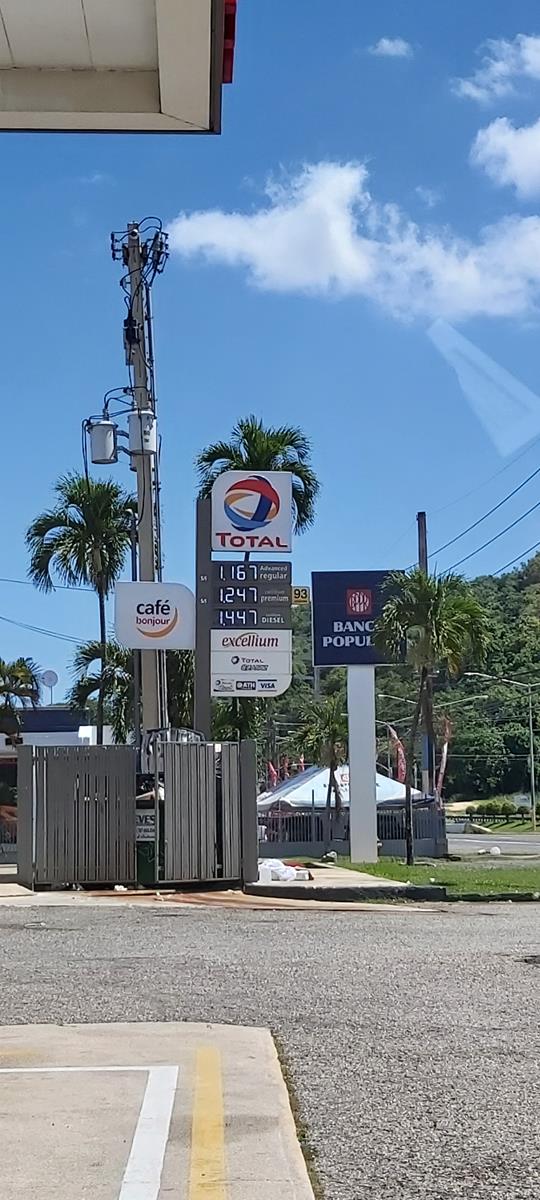 TOTAL
1.167 Advanced
regular
1.247 premium
93
1.447 DIESEL
excellium
TOTAL
ATH VISA
café
bonjour
BANCO
POPUL